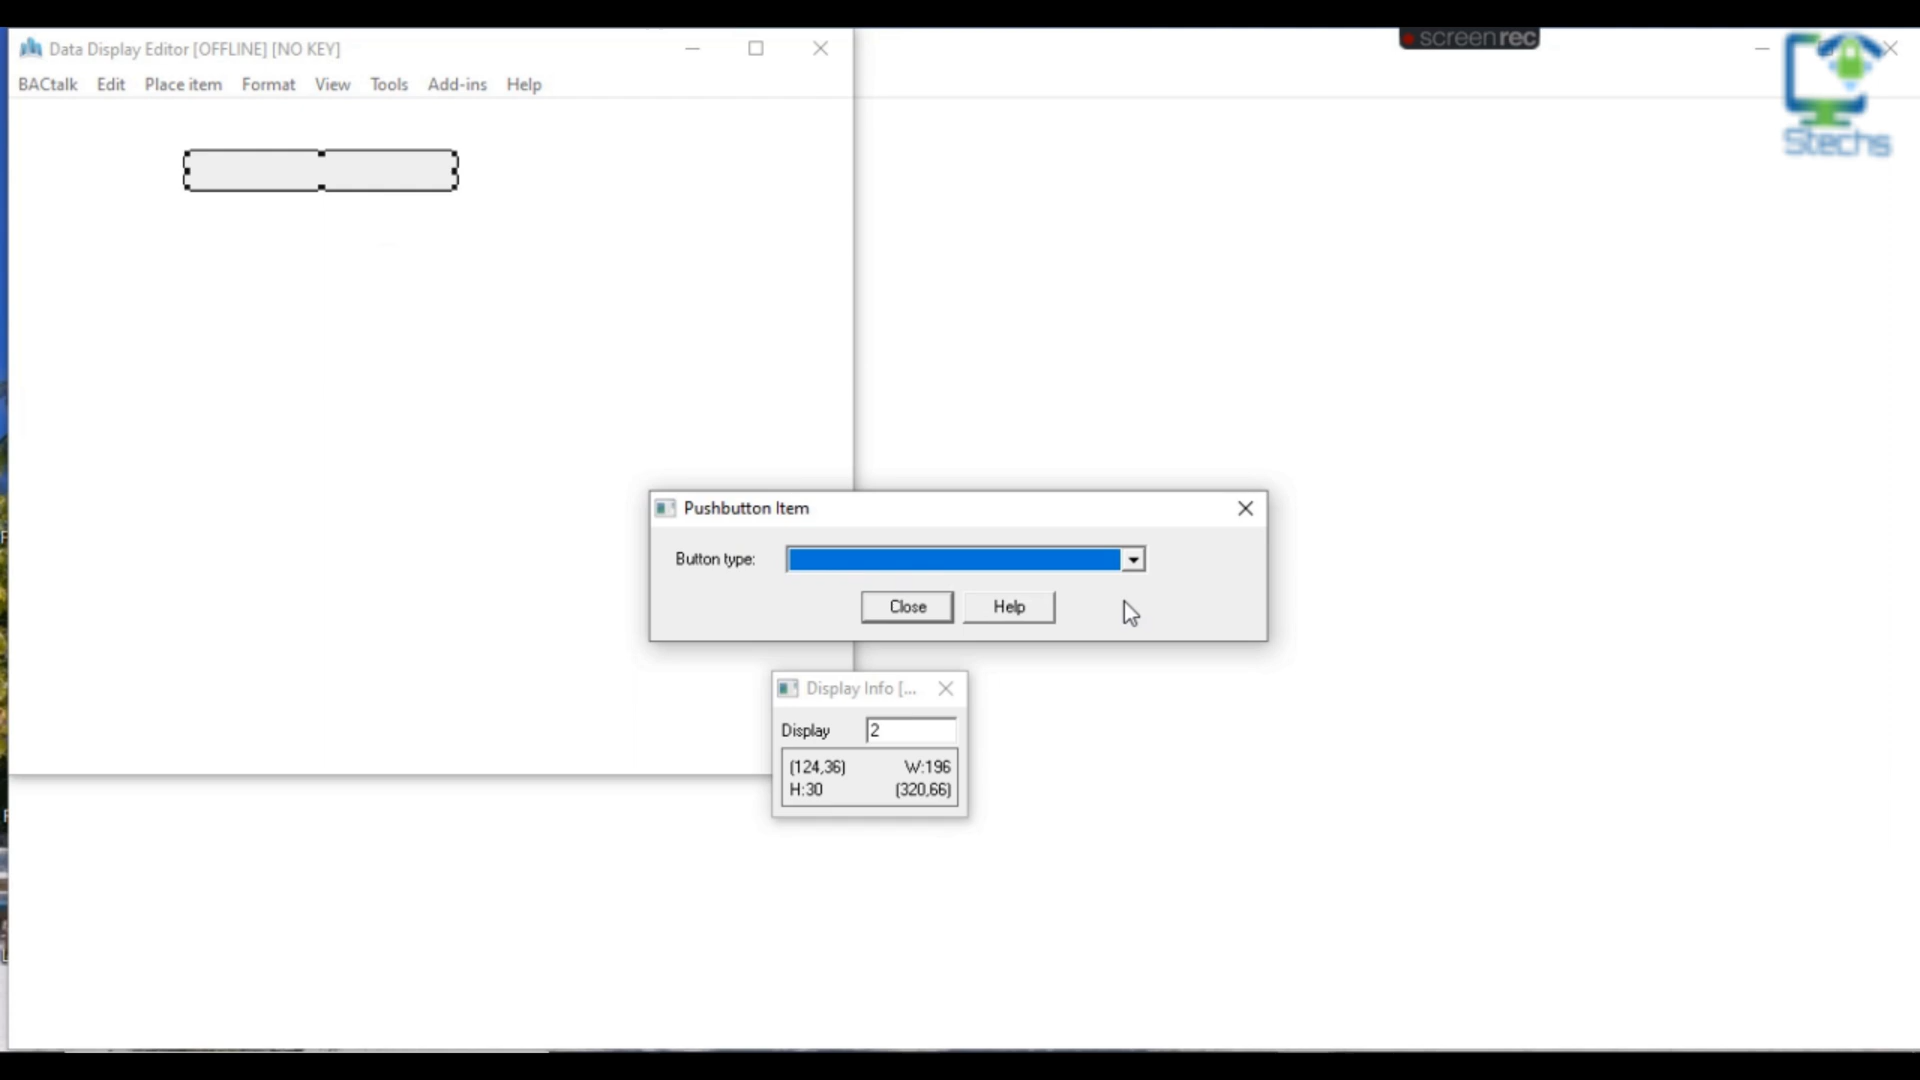 Data Display Editor [OFFLINE] [NO KEY]
screenrec
BACtalk Edit Place item Format View Tools Add-ins Help
Stechs
Pushbutton Item
Button type:
Close Help
Display Info [...
Display 2
(124,36) W:196
H:30 (320,66)